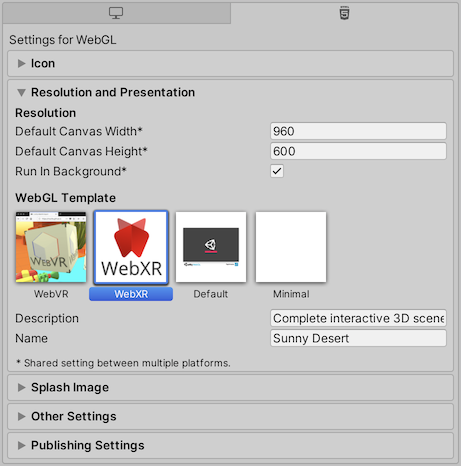 Settings for WebGL
Icon
Resolution and Presentation
Resolution
Default Canvas Width* 960
Default Canvas Height* 600
Run In Background*
WebGL Template
WebVR
WebXR
WebVR WebXR Default Minimal
Description Complete interactive 3D scene
Name Sunny Desert
* Shared setting between multiple platforms.
Splash Image
Other Settings
Publishing Settings